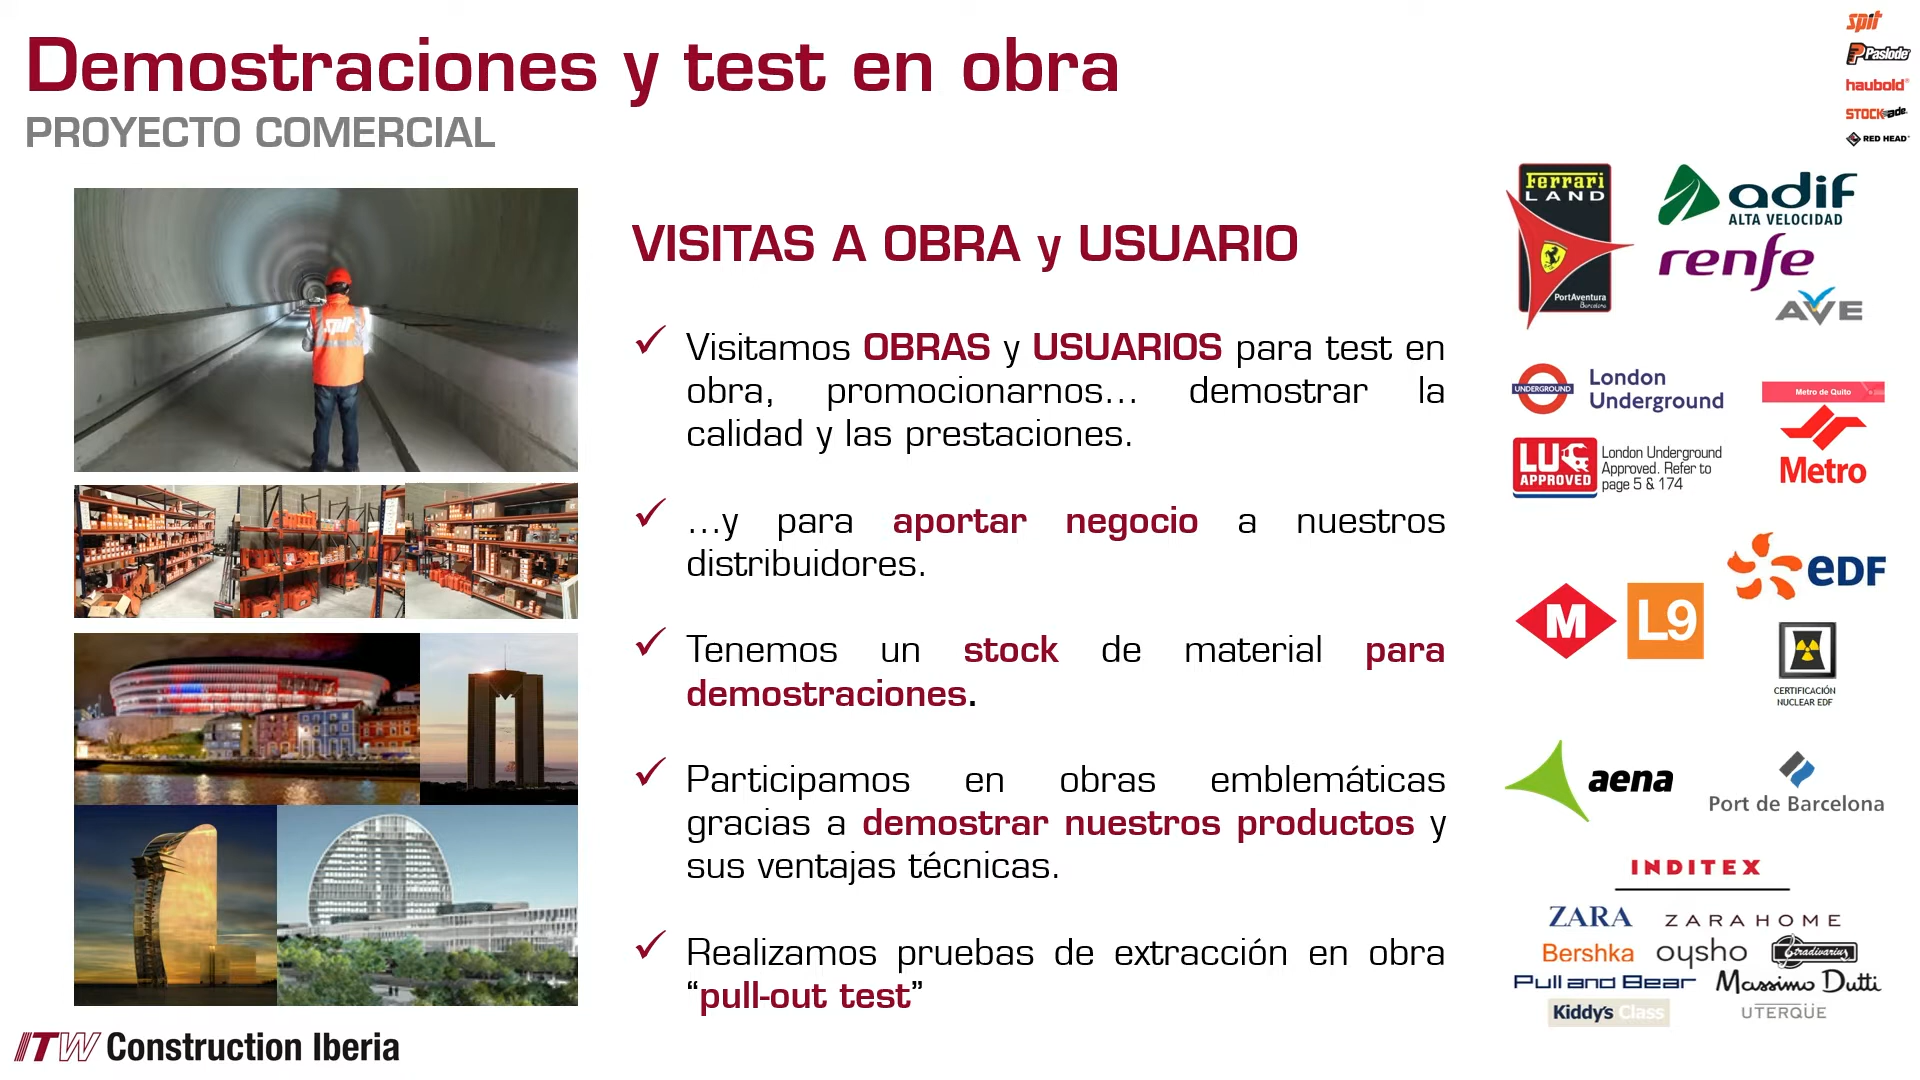 Demostraciones y test en obra
PROYECTO COMERCIAL
spit
Paslode
haubold®
STOCKade
RED HEAD
spit
VISITAS A OBRA y USUARIO
Visitamos OBRAS y USUARIOS para test en
obra, promocionarnos... demostrar la
calidad y las prestaciones.
...y para aportar negocio a nuestros
distribuidores.
Tenemos un stock de material para
demostraciones.
Participamos en obras emblemáticas
gracias a demostrar nuestros productos y
sus ventajas técnicas.
Realizamos pruebas de extracción en obra
“pull-out test”
Ferrari
LAND
PortAventura
Barcelona
adif
ALTA VELOCIDAD
renfe
AVE
UNDERGROUND
London
Underground
Metro de Quito
Metro
LU
APPROVED
London Underground
Approved. Refer to
page 5 & 174
M
L9
eDF
CERTIFICACIÓN
NUCLEAR EDF
aena
Port de Barcelona
INDITEX
ZARA
ZARA HOME
Bershka
oysho
Stradivarius
Pull and Bear
Massimo Dutti
Kiddy's Class
UTERQÜE
ITW Construction Iberia